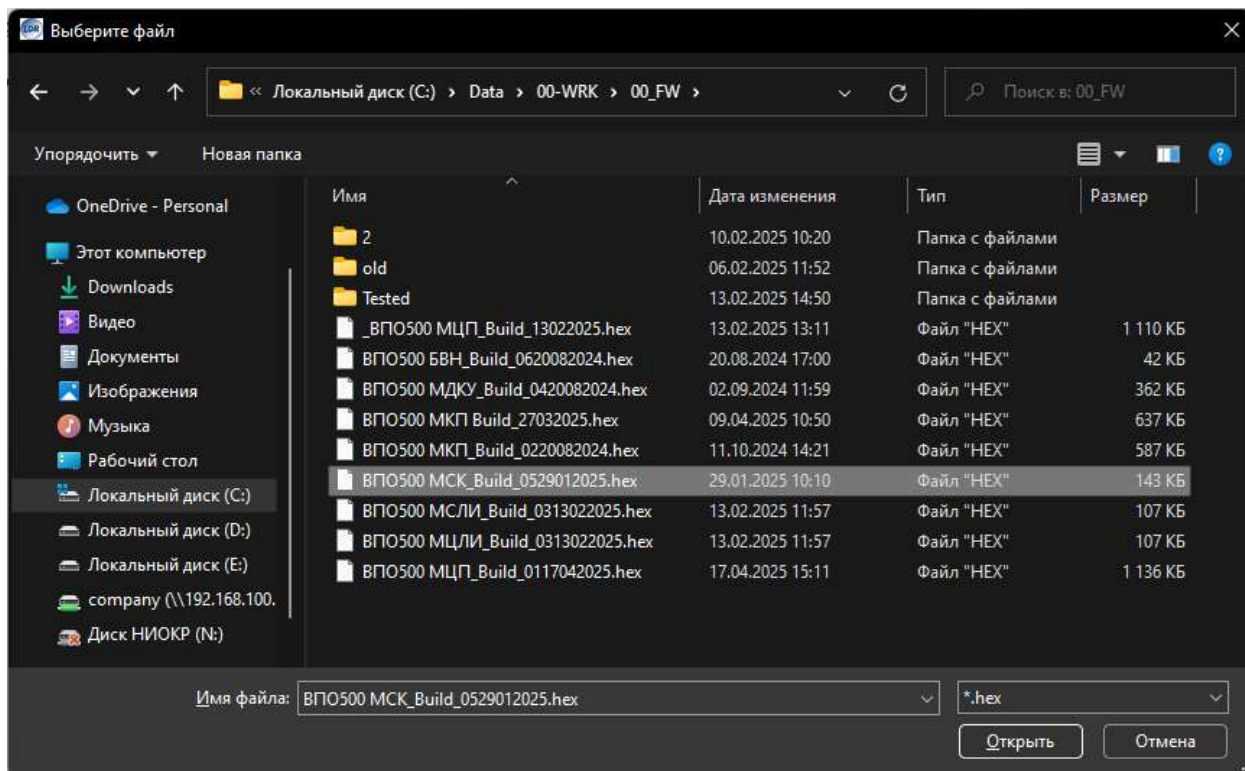 Выберите файл
« Локальный диск (C:) › Data › 00-WRK › 00_FW › Поиск в: 00_FW
Упорядочить Новая папка
OneDrive - Personal
Этот компьютер
Downloads
Видео
Документы
Изображения
Музыка
Рабочий стол
Локальный диск (C:)
Локальный диск (D:)
Локальный диск (E:)
company (\\192.168.100.
Диск НИОКР (N:)
Имя Дата изменения Тип Размер
2 10.02.2025 10:20 Папка с файлами
old 06.02.2025 11:52 Папка с файлами
Tested 13.02.2025 14:50 Папка с файлами
_ВПО500 МЦП_Build_13022025.hex 13.02.2025 13:11 Файл "HEX" 1 110 КБ
ВПО500 БВН_Build_0620082024.hex 20.08.2024 17:00 Файл "HEX" 42 КБ
ВПО500 МДКУ_Build_0420082024.hex 02.09.2024 11:59 Файл "HEX" 362 КБ
ВПО500 МКП Build_27032025.hex 09.04.2025 10:50 Файл "HEX" 637 КБ
ВПО500 МКП_Build_0220082024.hex 11.10.2024 14:21 Файл "HEX" 587 КБ
ВПО500 МСК_Build_0529012025.hex 29.01.2025 10:10 Файл "HEX" 143 КБ
ВПО500 МСЛИ_Build_0313022025.hex 13.02.2025 11:57 Файл "HEX" 107 КБ
ВПО500 МЦЛИ_Build_0313022025.hex 13.02.2025 11:57 Файл "HEX" 107 КБ
ВПО500 МЦП_Build_0117042025.hex 17.04.2025 15:11 Файл "HEX" 1 136 КБ
Имя файла: ВПО500 МСК_Build_0529012025.hex *.hex
Открыть Отмена